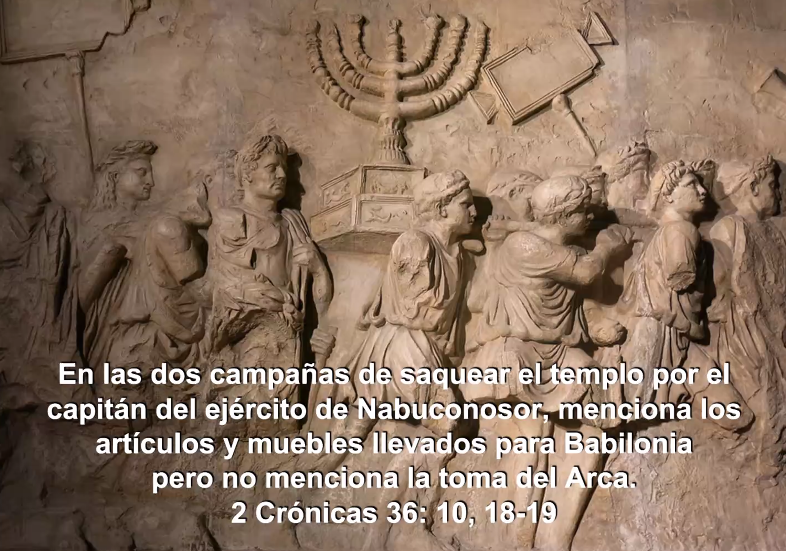 En las dos campañas de saquear el templo por el
capitán del ejército de Nabuconosor, menciona los
artículos y muebles llevados para Babilonia
pero no menciona la toma del Arca.
2 Crónicas 36: 10, 18-19